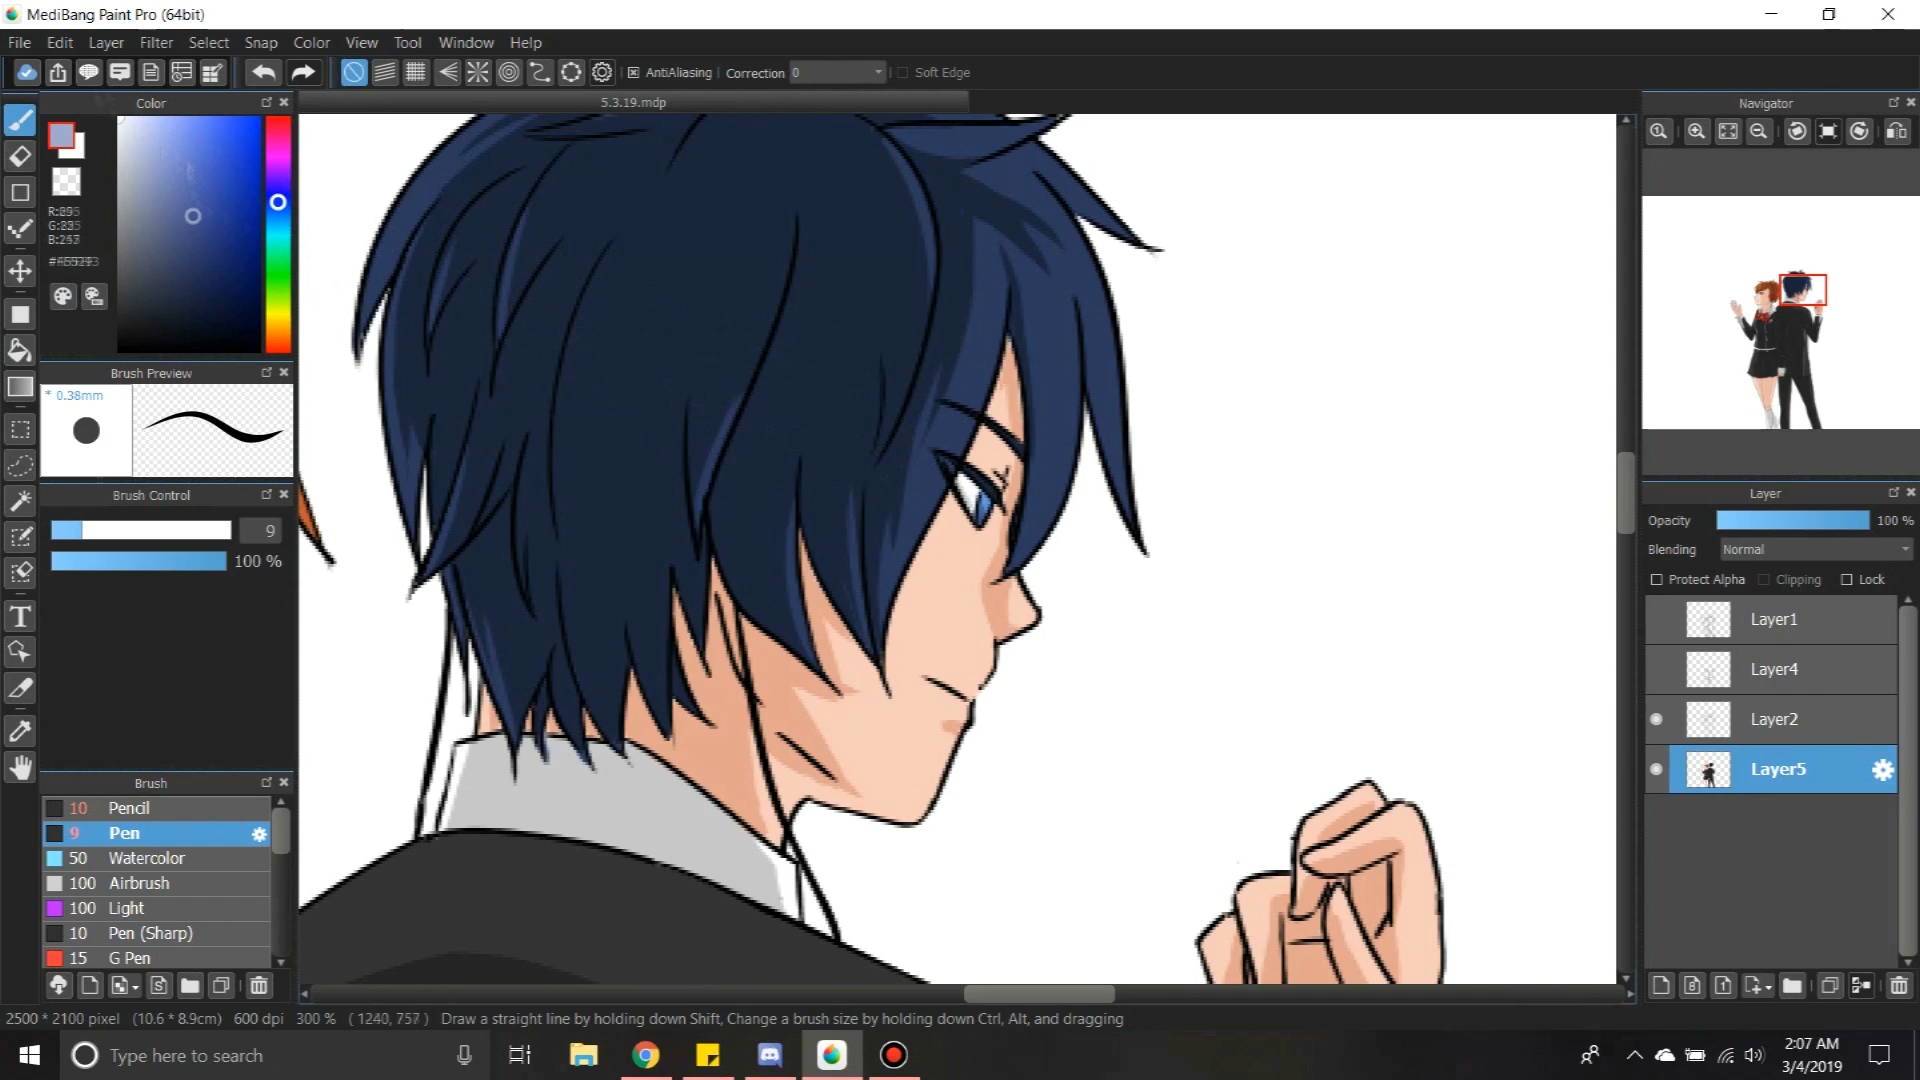 MediBang Paint Pro (64bit)
File Edit Layer Filter Select Snap Color View Tool Window Help
AntiAliasing Correction 0 Soft Edge
Color
5.3.19.mdp
Navigator
Brush Preview
* 0.38mm
Brush Control
9
100 %
Layer
Opacity 100 %
Blending Normal
Protect Alpha Clipping Lock
Layer1
Layer4
Layer2
Layer5
Brush
10 Pencil
9 Pen
50 Watercolor
100 Airbrush
100 Light
10 Pen (Sharp)
15 G Pen
2500 * 2100 pixel (10.6 * 8.9cm) 600 dpi 300 % ( 1240, 757 ) Draw a straight line by holding down Shift, Change a brush size by holding down Ctrl, Alt, and dragging
Type here to search
2:07 AM
3/4/2019